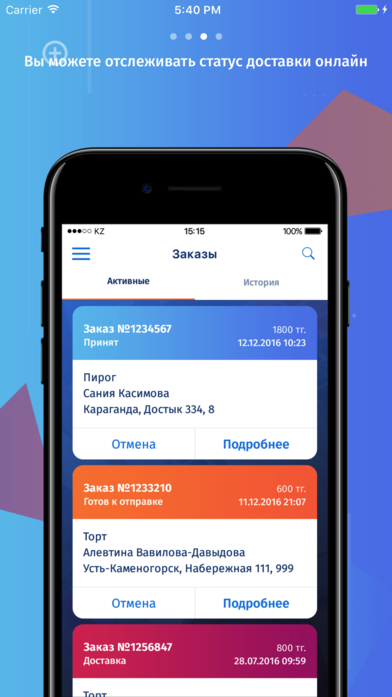 Carrier 5:40 PM
Вы можете отслеживать статус доставки онлайн
KZ 15:15 100%
Заказы
Активные История
Заказ №1234567 1800 тг.
Принят 12.12.2016 10:23
Пирог
Сания Касимова
Караганда, Достык 334, 8
Отмена Подробнее
Заказ №1233210 600 тг.
Готов к отправке 11.12.2016 21:07
Торт
Алевтина Вавилова-Давыдова
Усть-Каменогорск, Набережная 111, 999
Отмена Подробнее
Заказ №1256847 800 тг.
Доставка 28.07.2016 09:59
Торт